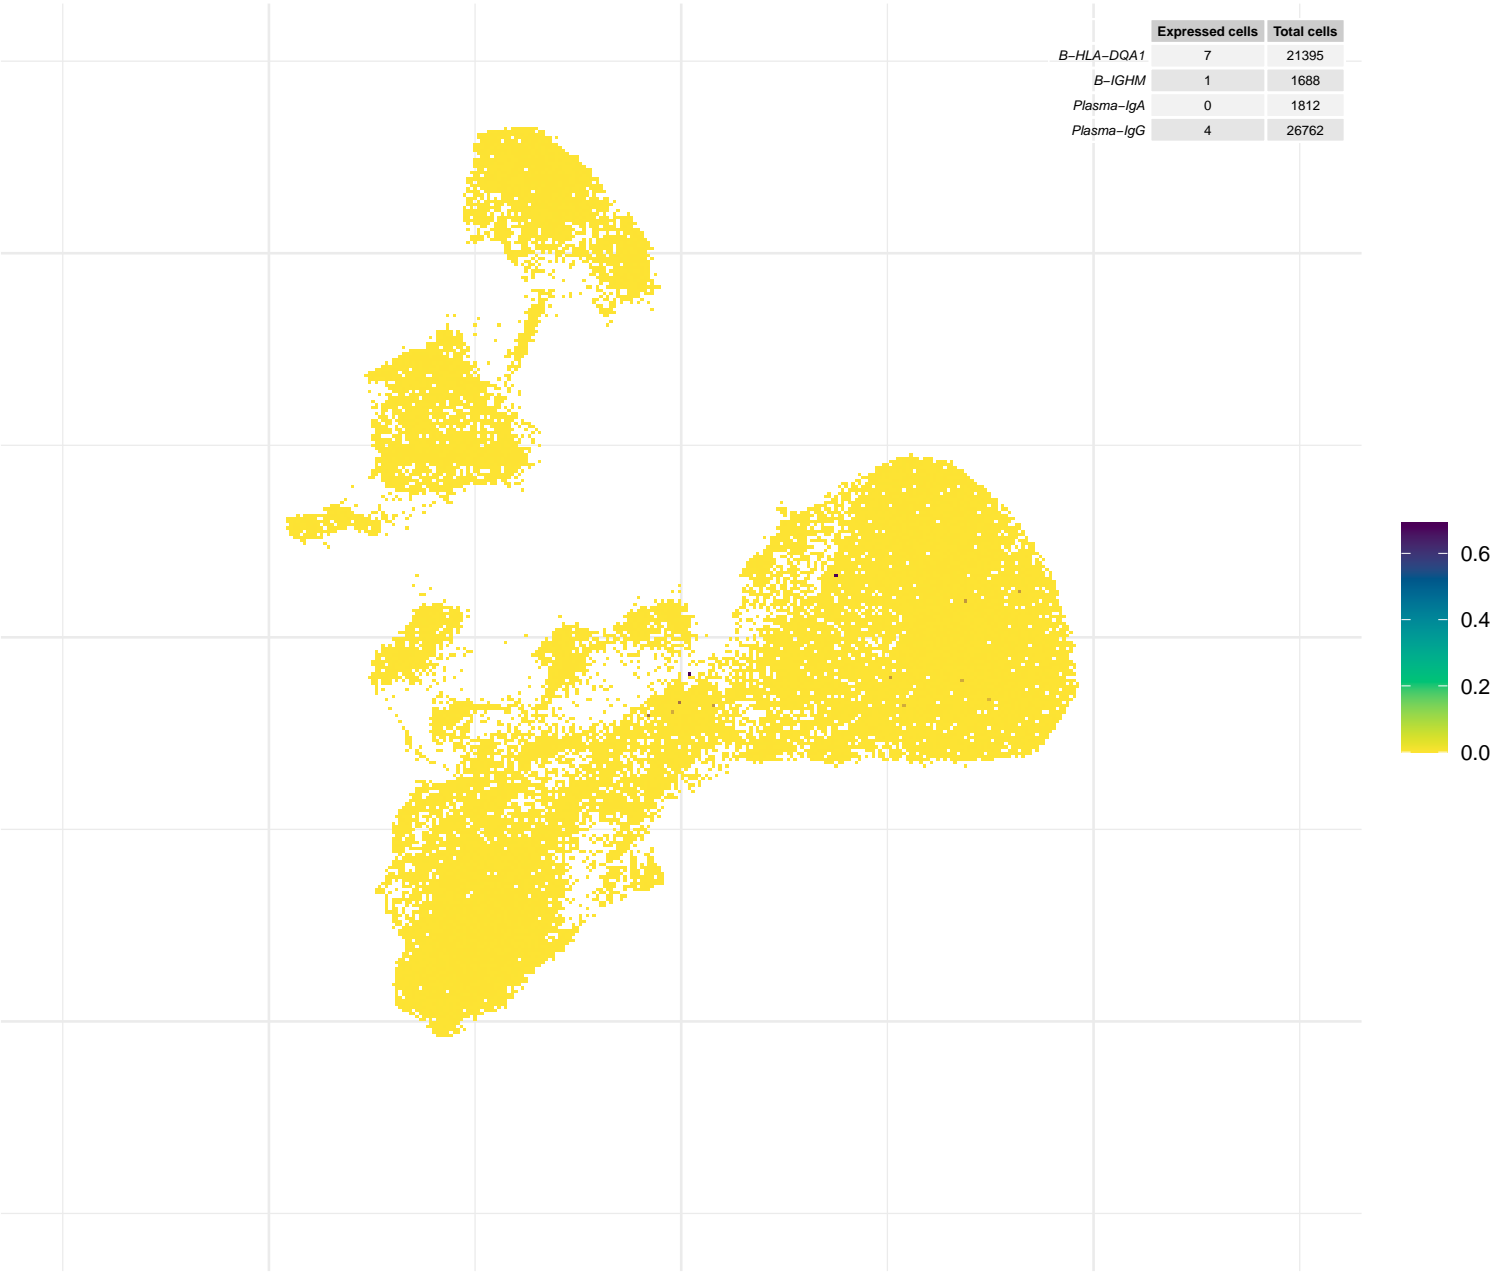 Expressed cells Total cells
B−HLA−DQA1 7 21395
B−IGHM 1 1688
Plasma−IgA 0 1812
Plasma−IgG 4 26762
0.6
0.4
0.2
0.0